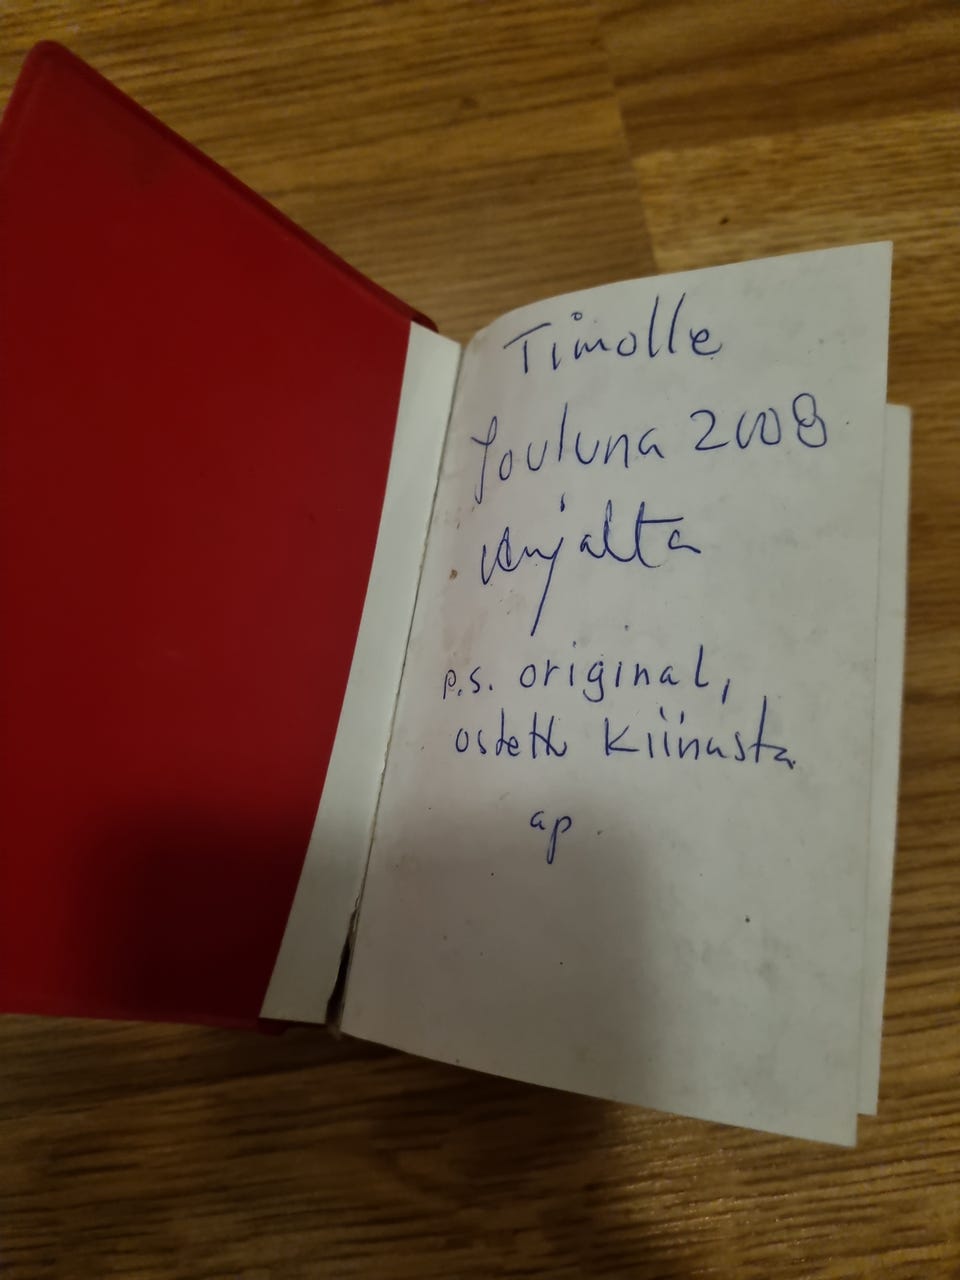 Timolle
Jouluna 2008
Anjalta
p.s. original,
ostettu Kiinasta
ap